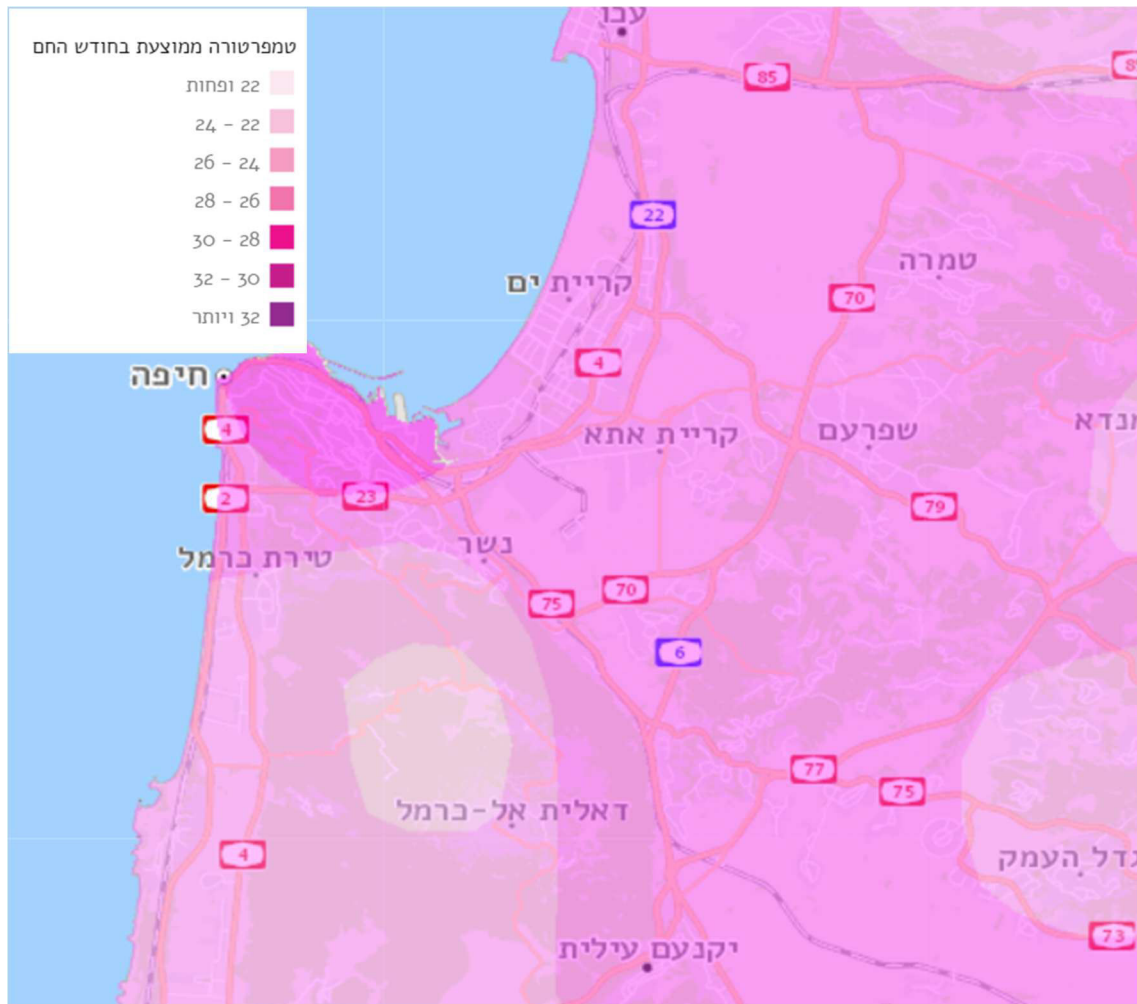 טמפרטורה ממוצעת בחודש החם
22 ופחות
24 - 22
26 - 24
28 - 26
30 - 28
32 - 30
32 ויותר
עכו
85
22
טמרה
קריית ים
70
4
חיפה
4
קריית אתא
שפרעם
2
23
79
נשר
טירת כרמל
75
70
6
77
75
דאלית אל-כרמל
4
גדל העמק
73
יקנעם עילית